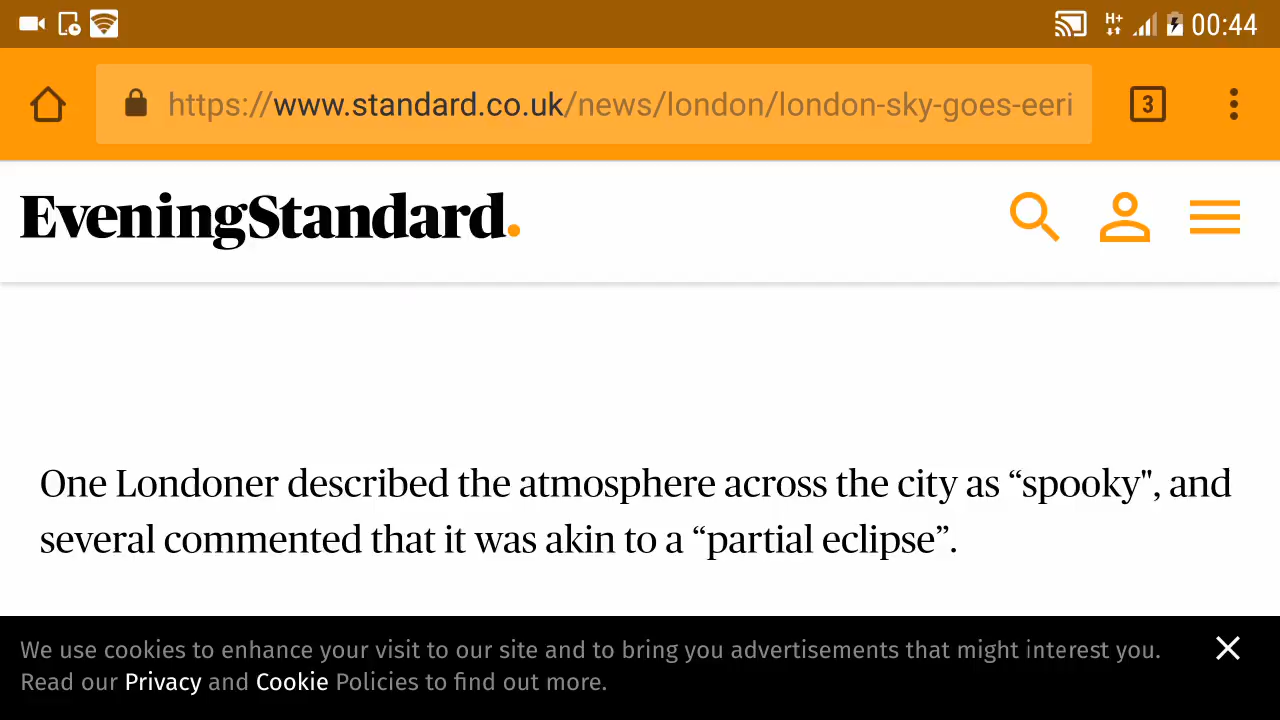 H+ 00:44
https://www.standard.co.uk/news/london/london-sky-goes-eeri 3
EveningStandard.
One Londoner described the atmosphere across the city as “spooky", and
several commented that it was akin to a “partial eclipse”.
We use cookies to enhance your visit to our site and to bring you advertisements that might interest you.
Read our Privacy and Cookie Policies to find out more.